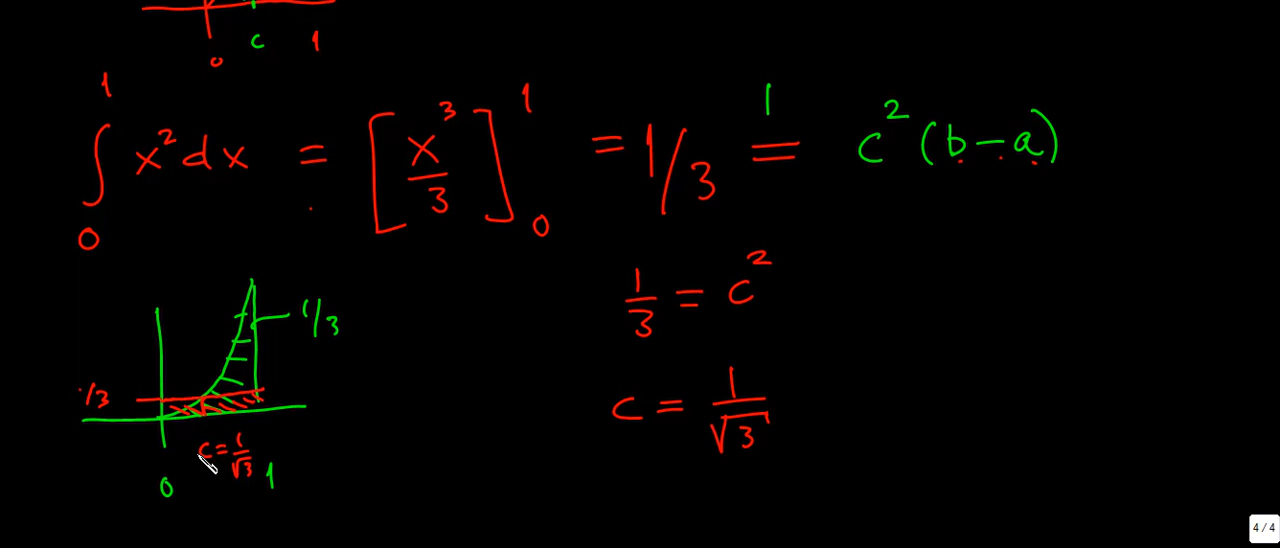 0 c 1
∫₀¹ x² dx = [x³/3]₀¹ = 1/3 = c² (b - a)
1
1/3 = c²
1/3
1/3
c = 1/√3
c = 1/√3
0 1
4 / 4